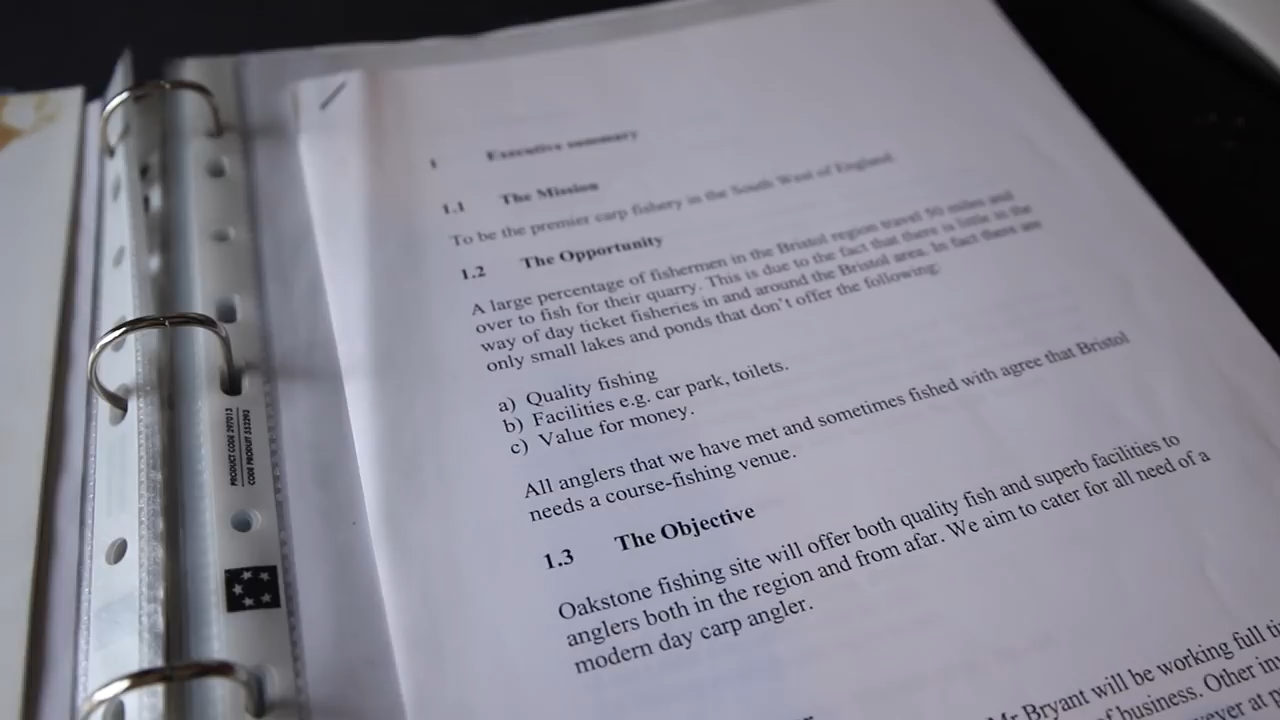 1 Executive summary
1.1 The Mission
To be the premier carp fishery in the South West of England
1.2 The Opportunity
A large percentage of fishermen in the Bristol region travel 50 miles and
over to fish for their quarry. This is due to the fact that there is little in the
way of day ticket fisheries in and around the Bristol area. In fact there are
only small lakes and ponds that don't offer the following:
a) Quality fishing
b) Facilities e.g. car park, toilets.
c) Value for money.
All anglers that we have met and sometimes fished with agree that Bristol
needs a course-fishing venue.
1.3 The Objective
Oakstone fishing site will offer both quality fish and superb facilities to
anglers both in the region and from afar. We aim to cater for all need of a
modern day carp angler.
Mr Bryant will be working full
of business. Other
at
PRODUCT CODE 297013
CODE PRODUIT 553293